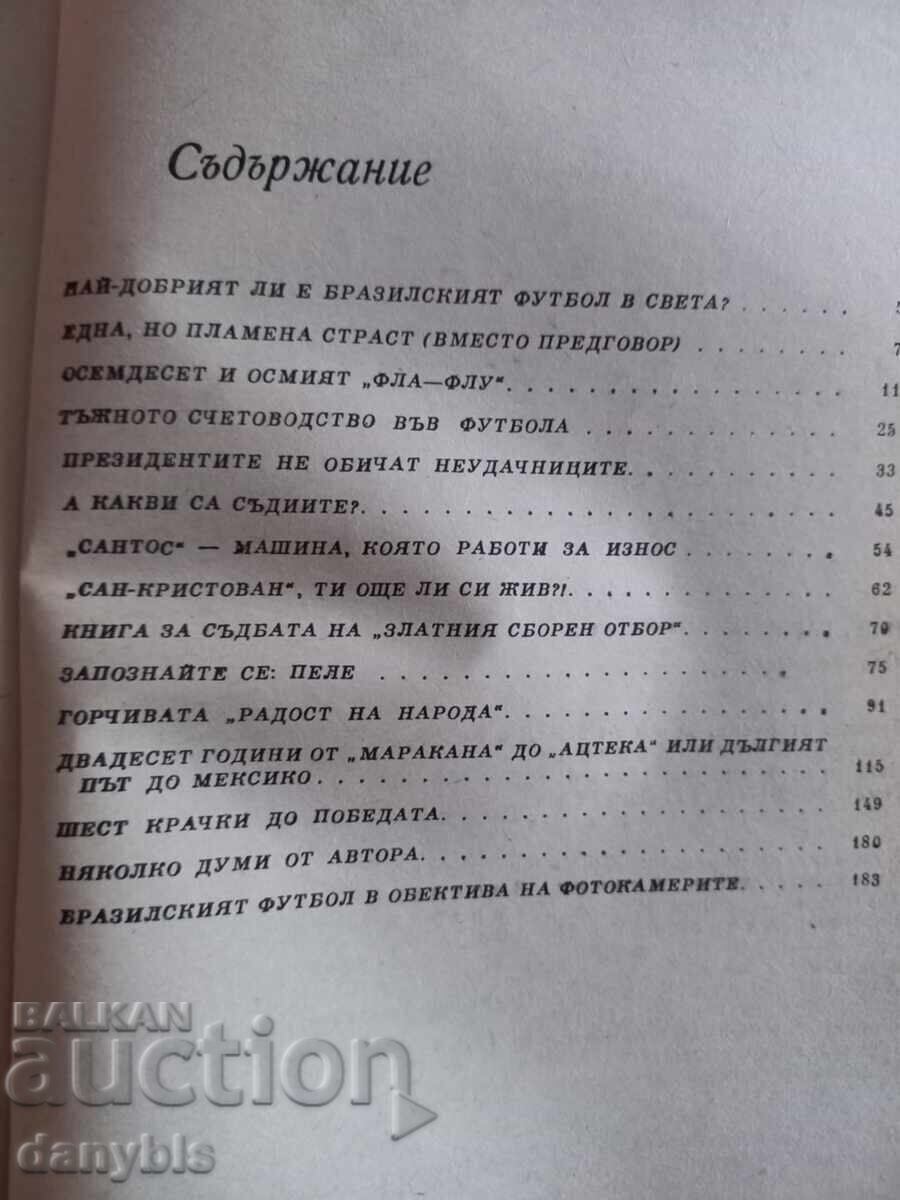 Съдържание
НАЙ-ДОБРИЯТ ЛИ Е БРАЗИЛСКИЯТ ФУТБОЛ В СВЕТА? . . . . . .
ЕДНА, НО ПЛАМЕНА СТРАСТ (ВМЕСТО ПРЕДГОВОР) . . . . . . . 7
ОСЕМДЕСЕТ И ОСМИЯТ „ФЛА—ФЛУ“. . . . . . . . . . . . . . 11
ТЪЖНОТО СЧЕТОВОДСТВО ВЪВ ФУТБОЛА . . . . . . . . . . . 25
ПРЕЗИДЕНТИТЕ НЕ ОБИЧАТ НЕУДАЧНИЦИТЕ. . . . . . . . . . 33
А КАКВИ СА СЪДИИТЕ?. . . . . . . . . . . . . . . . . . . . 45
„САНТОС“ — МАШИНА, КОЯТО РАБОТИ ЗА ИЗНОС . . . . . . . 54
„САН-КРИСТОВАН“, ТИ ОЩЕ ЛИ СИ ЖИВ?!. . . . . . . . . . . 62
КНИГА ЗА СЪДБАТА НА „ЗЛАТНИЯ СБОРЕН ОТБОР“. . . . . . . 70
ЗАПОЗНАЙТЕ СЕ: ПЕЛЕ . . . . . . . . . . . . . . . . . . . 75
ГОРЧИВАТА „РАДОСТ НА НАРОДА“. . . . . . . . . . . . . . 91
ДВАДЕСЕТ ГОДИНИ ОТ „МАРАКАНА“ ДО „АЦТЕКА“ ИЛИ ДЪЛГИЯТ
ПЪТ ДО МЕКСИКО. . . . . . . . . . . . . . . . . . . . . . 115
ШЕСТ КРАЧКИ ДО ПОБЕДАТА. . . . . . . . . . . . . . . . . 149
НЯКОЛКО ДУМИ ОТ АВТОРА. . . . . . . . . . . . . . . . . . 180
БРАЗИЛСКИЯТ ФУТБОЛ В ОБЕКТИВА НА ФОТОКАМЕРИТЕ. . . . . 183
BALKAN
auction
danybls